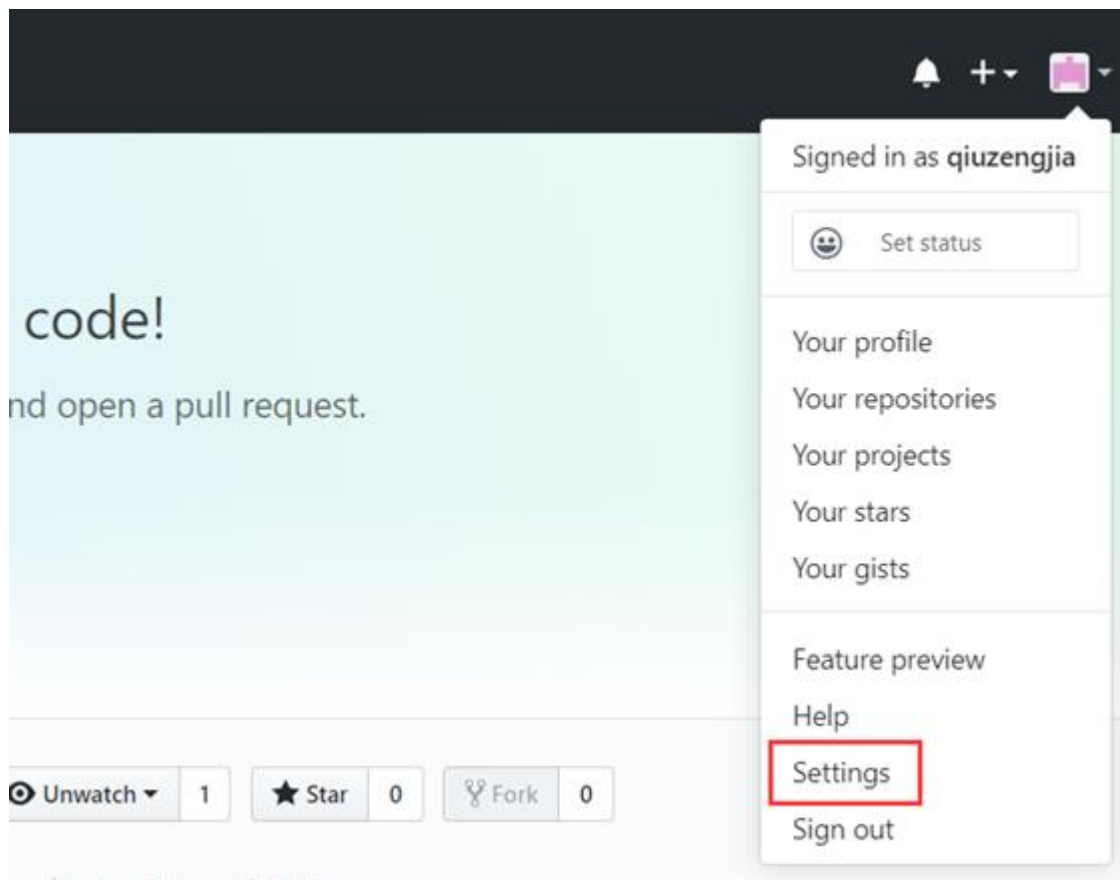 Signed in as qiuzengjia
Set status
code!
nd open a pull request.
Your profile
Your repositories
Your projects
Your stars
Your gists
Feature preview
Help
Settings
Sign out
Unwatch 1 Star 0 Fork 0